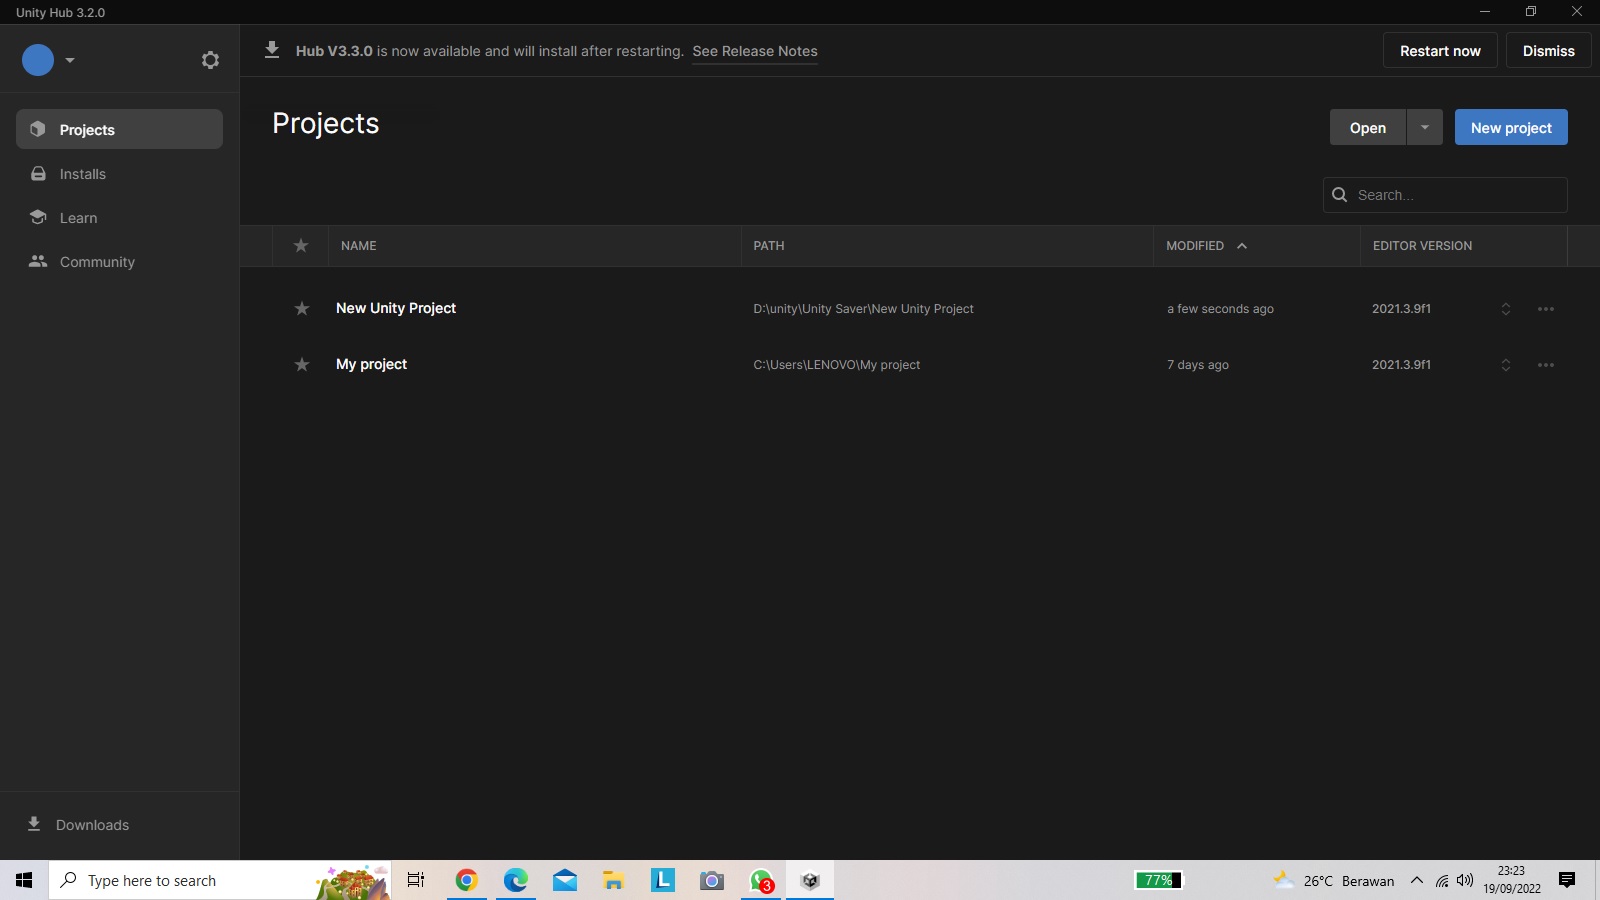 Unity Hub 3.2.0
Hub V3.3.0 is now available and will install after restarting. See Release Notes
Restart now
Dismiss
Projects
Installs
Learn
Community
Downloads
Projects
Open
New project
Search...
NAME
PATH
MODIFIED
EDITOR VERSION
New Unity Project
D:\unity\Unity Saver\New Unity Project
a few seconds ago
2021.3.9f1
My project
C:\Users\LENOVO\My project
7 days ago
2021.3.9f1
Type here to search
L
3
77%
26°C Berawan
23:23
19/09/2022